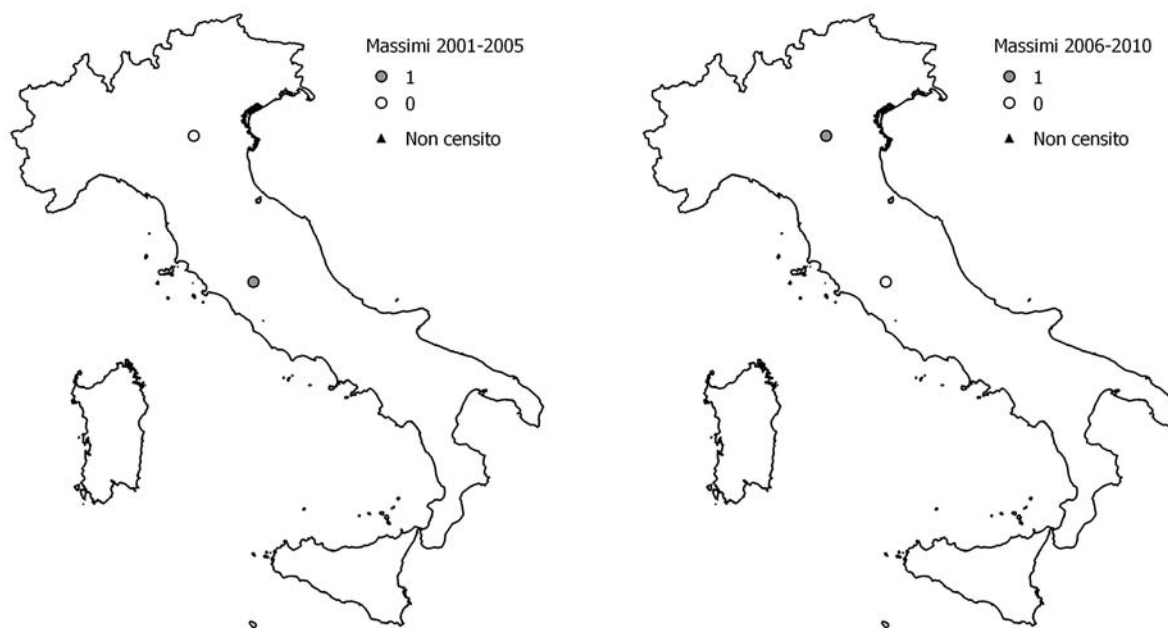 Massimi 2001-2005
1
0
Non censito
Massimi 2006-2010
1
0
Non censito